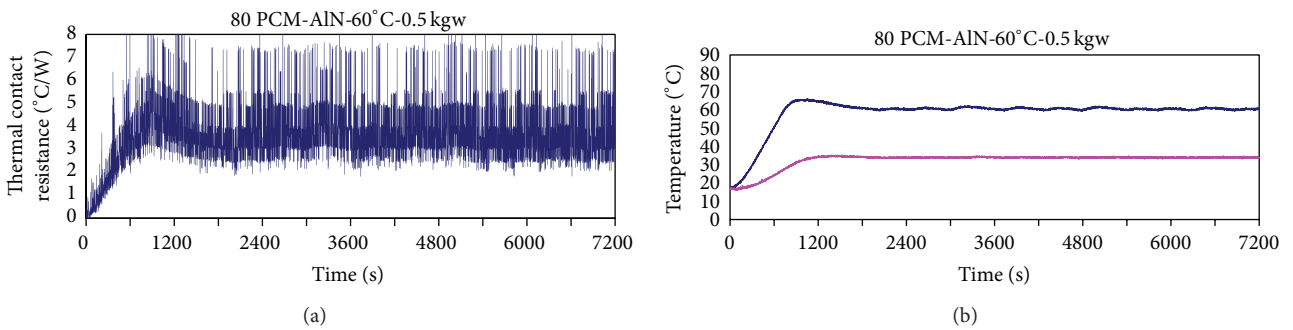 80 PCM-AlN-60°C-0.5 kgw
Thermal contact
resistance (°C/W)
8
7
6
5
4
3
2
1
0
0 1200 2400 3600 4800 6000 7200
Time (s)
(a)
80 PCM-AlN-60°C-0.5 kgw
Temperature (°C)
90
80
70
60
50
40
30
20
10
0
0 1200 2400 3600 4800 6000 7200
Time (s)
(b)